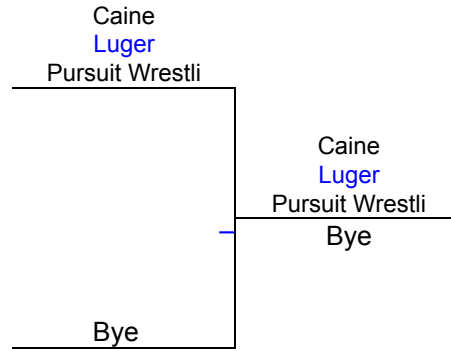 Caine
Luger
Pursuit Wrestli
Caine
Luger
Pursuit Wrestli
Bye
Bye